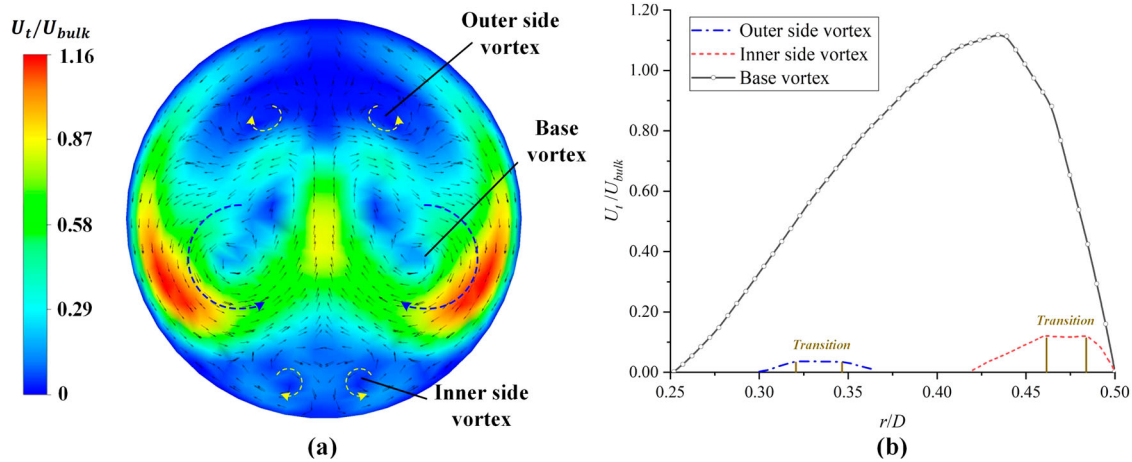 U_t/U_bulk
1.16
0.87
0.58
0.29
0
Outer side
vortex
Base
vortex
Inner side
vortex
(a)
U_t/U_bulk
1.20
1.00
0.80
0.60
0.40
0.20
0.00
Outer side vortex
Inner side vortex
Base vortex
Transition
Transition
0.25
0.30
0.35
0.40
0.45
0.50
r/D
(b)